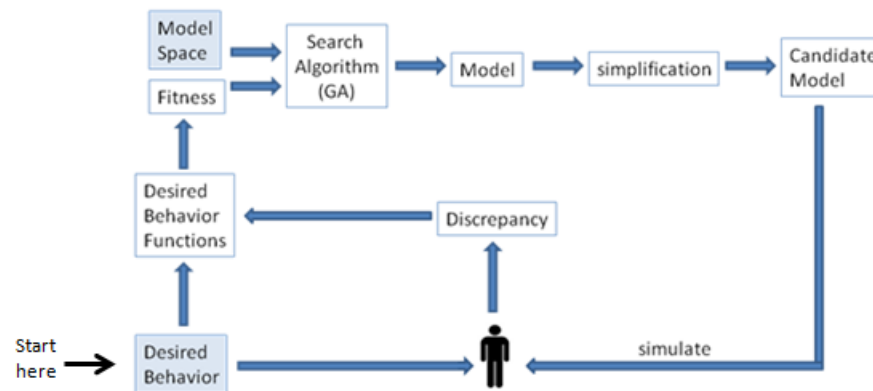 Model
Space
Search
Algorithm
(GA)
Model
simplification
Candidate
Model
Fitness
Desired
Behavior
Functions
Discrepancy
Start
here
Desired
Behavior
simulate